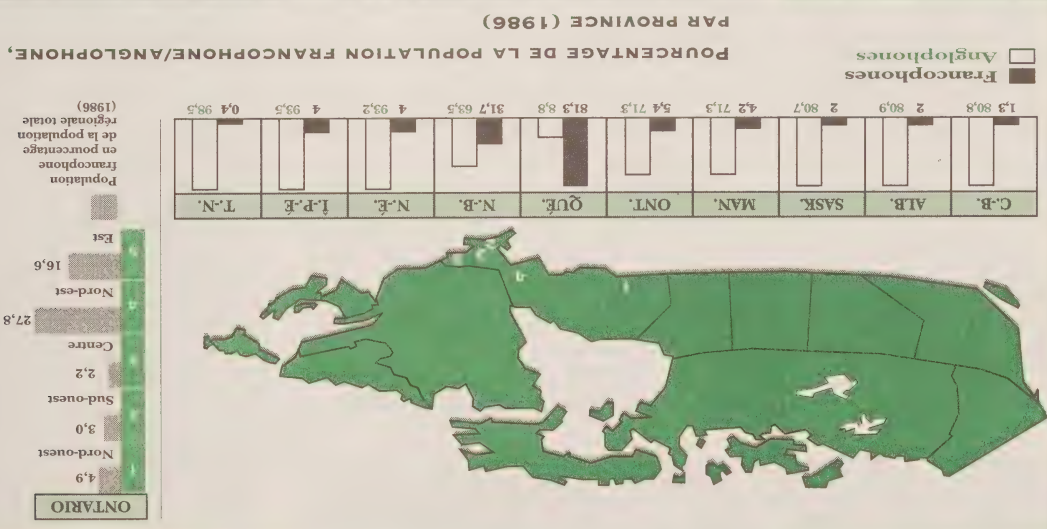 C.-B. ALB. SASK. MAN. ONT. QUÉ. N.-B. N.-É. Î.-P.-É. T.-N.
1,3 80,8 2 80,9 2 80,7 4,2 71,3 5,4 71,3 81,3 8,8 31,7 63,5 4 93,2 4 93,5 0,4 98,5
Francophones
Anglophones
POURCENTAGE DE LA POPULATION FRANCOPHONE/ANGLOPHONE,
PAR PROVINCE (1986)
ONTARIO
1 4,9
Nord-ouest
3,0
Sud-ouest
2,2
Centre
4 27,8
Nord-est
16,6
Est
Population
francophone
en pourcentage
de la population
régionale totale
(1986)